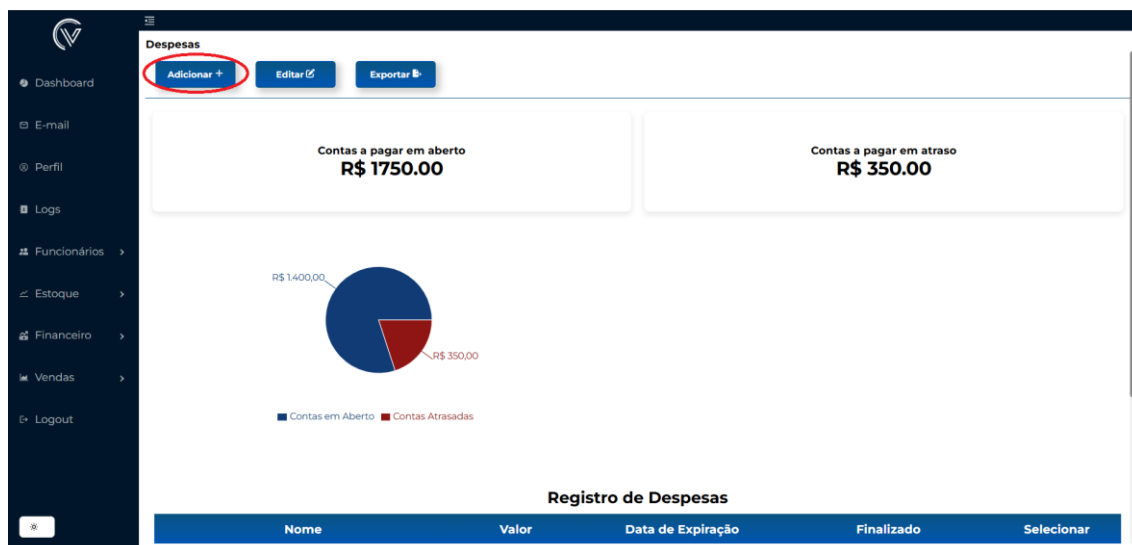 Despesas
Adicionar +
Editar
Exportar
Dashboard
E-mail
Perfil
Logs
Funcionários
Estoque
Financeiro
Vendas
Logout
Contas a pagar em aberto
R$ 1750.00
Contas a pagar em atraso
R$ 350.00
R$ 1.400,00
R$ 350,00
Contas em Aberto
Contas Atrasadas
Registro de Despesas
Nome Valor Data de Expiração Finalizado Selecionar